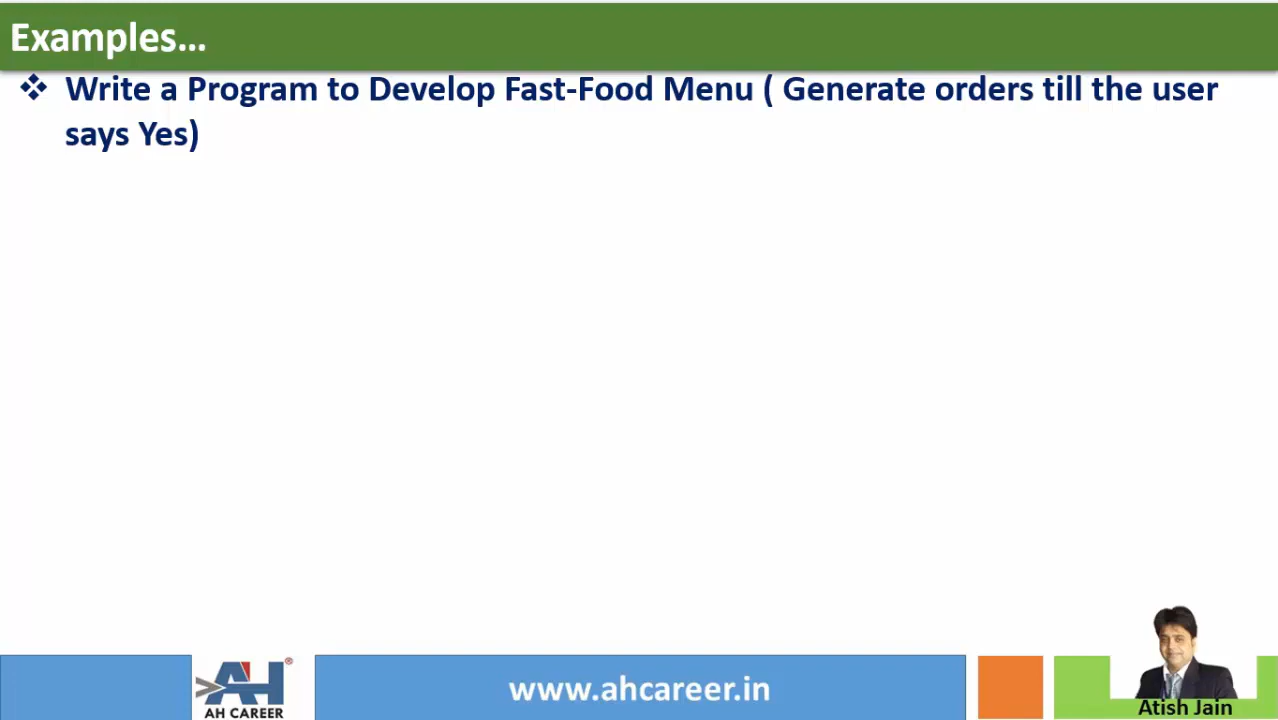 Examples...
❖ Write a Program to Develop Fast-Food Menu ( Generate orders till the user
says Yes)
AH
®
AH CAREER
www.ahcareer.in
Atish Jain